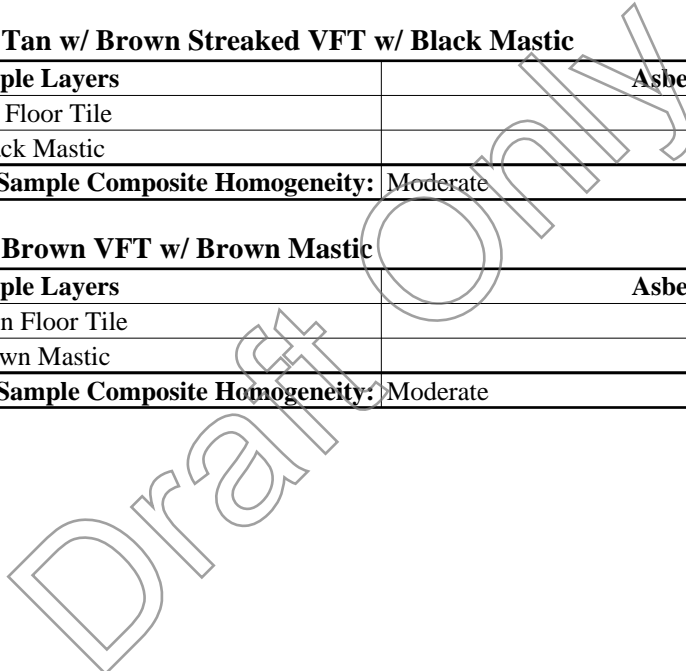 Tan w/ Brown Streaked VFT w/ Black Mastic
ple Layers Asbe
Floor Tile
ck Mastic
Sample Composite Homogeneity: Moderate
Brown VFT w/ Brown Mastic
ple Layers Asbe
n Floor Tile
wn Mastic
Sample Composite Homogeneity: Moderate
Draft Only